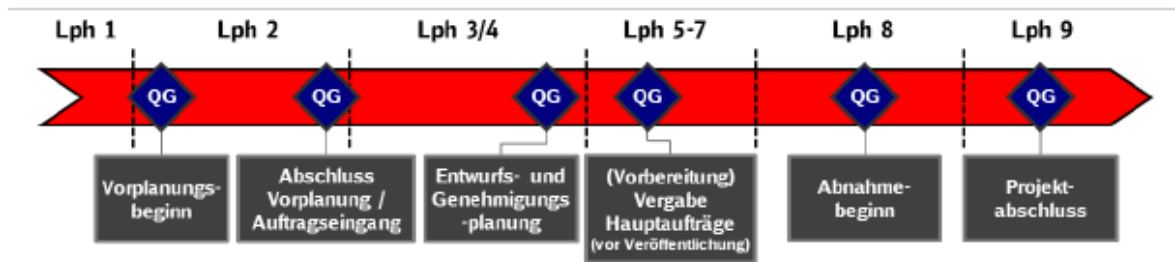 Lph 1 Lph 2 Lph 3/4 Lph 5-7 Lph 8 Lph 9
QG QG QG QG QG QG
Vorplanungs-
beginn
Abschluss
Vorplanung /
Auftragseingang
Entwurfs- und
Genehmigungs
-planung
(Vorbereitung)
Vergabe
Hauptaufträge
(vor Veröffentlichung)
Abnahme-
beginn
Projekt-
abschluss